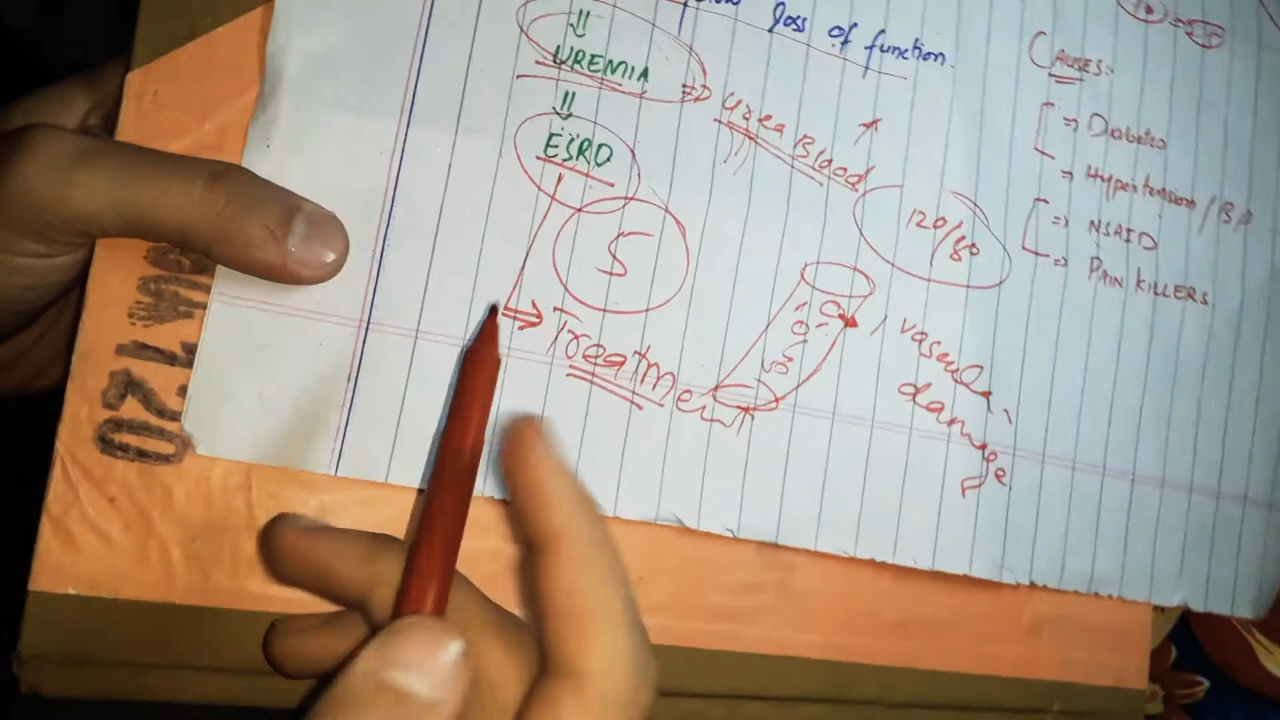 loss of function.
⇓
UREMIA ⇒ Urea Blood ↑
⇓
ESRD
5
⇒ Treatment
120/80
vascular damage
CAUSES:-
⇒ Diabetes
⇒ Hypertension/BP
⇒ NSAID
⇒ PAIN KILLERS